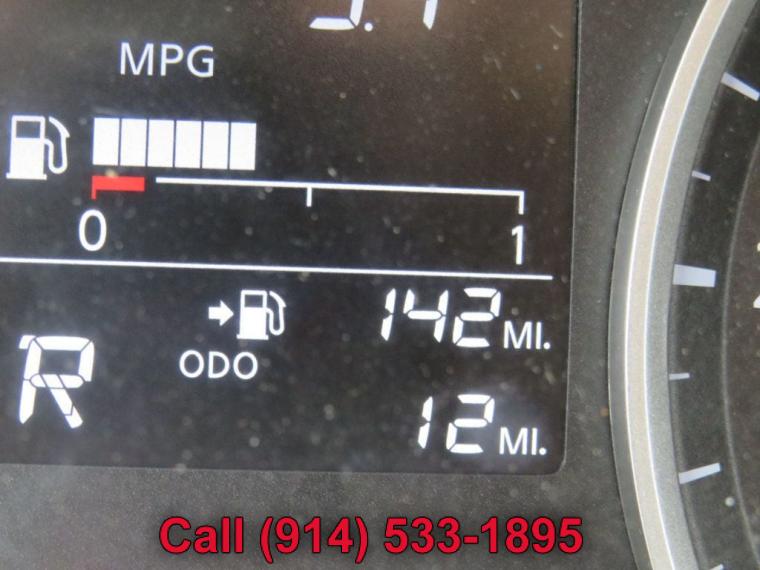 MPG
0 1
142 MI.
ODO
R
12 MI.
Call (914) 533-1895